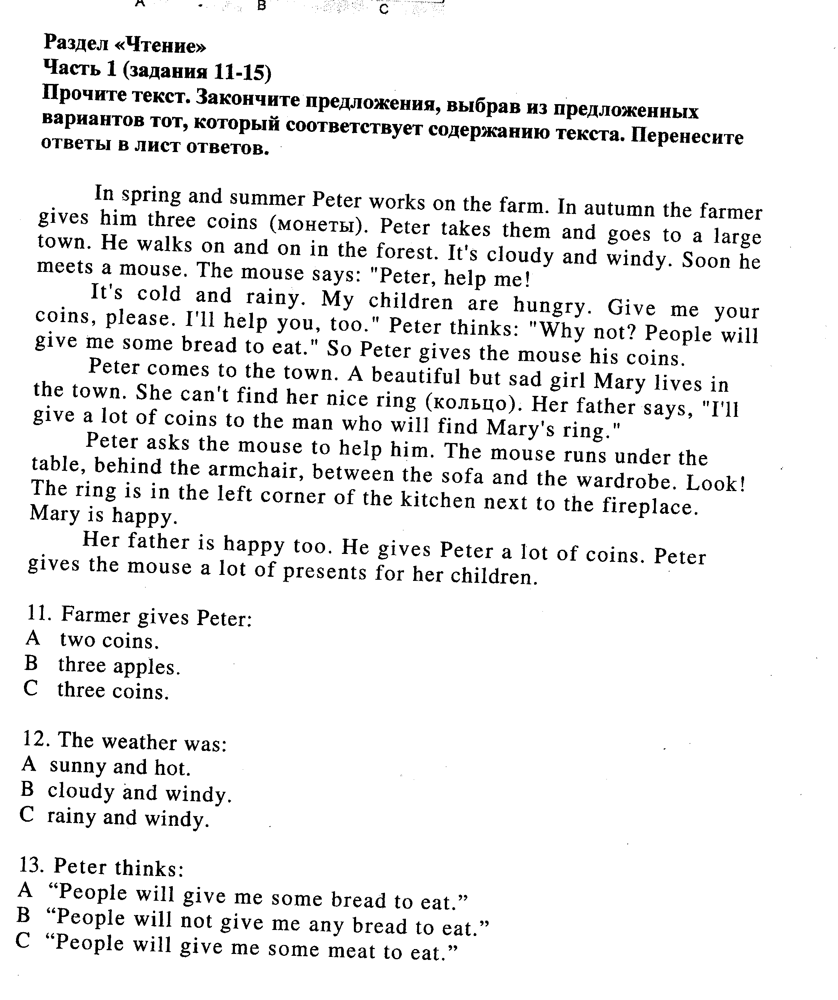 A B C
Раздел «Чтение»
Часть 1 (задания 11-15)
Прочите текст. Закончите предложения, выбрав из предложенных
вариантов тот, который соответствует содержанию текста. Перенесите
ответы в лист ответов.
In spring and summer Peter works on the farm. In autumn the farmer
gives him three coins (монеты). Peter takes them and goes to a large
town. He walks on and on in the forest. It's cloudy and windy. Soon he
meets a mouse. The mouse says: "Peter, help me!
It's cold and rainy. My children are hungry. Give me your
coins, please. I'll help you, too." Peter thinks: "Why not? People will
give me some bread to eat." So Peter gives the mouse his coins.
Peter comes to the town. A beautiful but sad girl Mary lives in
the town. She can't find her nice ring (кольцо). Her father says, "I'll
give a lot of coins to the man who will find Mary's ring."
Peter asks the mouse to help him. The mouse runs under the
table, behind the armchair, between the sofa and the wardrobe. Look!
The ring is in the left corner of the kitchen next to the fireplace.
Mary is happy.
Her father is happy too. He gives Peter a lot of coins. Peter
gives the mouse a lot of presents for her children.
11. Farmer gives Peter:
A two coins.
B three apples.
C three coins.
12. The weather was:
A sunny and hot.
B cloudy and windy.
C rainy and windy.
13. Peter thinks:
A “People will give me some bread to eat.”
B “People will not give me any bread to eat.”
C “People will give me some meat to eat.”